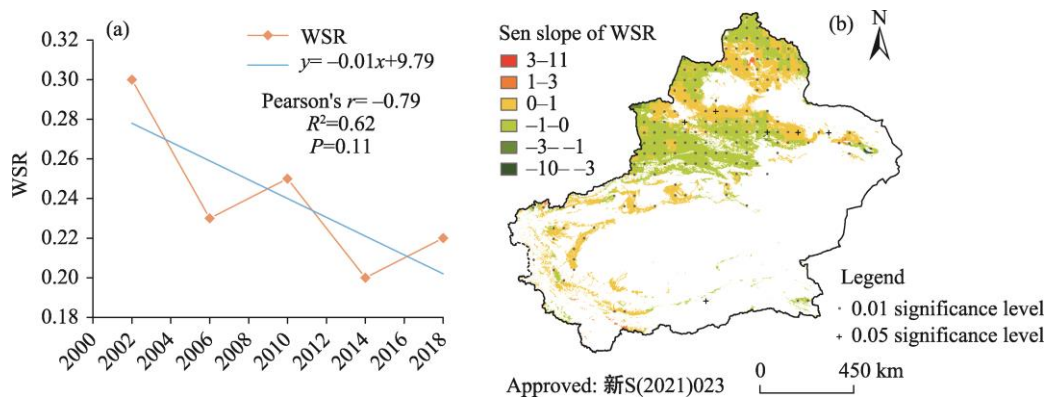 (a)
WSR
y= –0.01x+9.79
Pearson's r= –0.79
R²=0.62
P=0.11
WSR
0.32
0.30
0.28
0.26
0.24
0.22
0.20
0.18
2000
2002
2004
2006
2008
2010
2012
2014
2016
2018
(b)
N
Sen slope of WSR
3–11
1–3
0–1
–1–0
–3– –1
–10– –3
Legend
0.01 significance level
0.05 significance level
0 450 km
Approved: 新S(2021)023